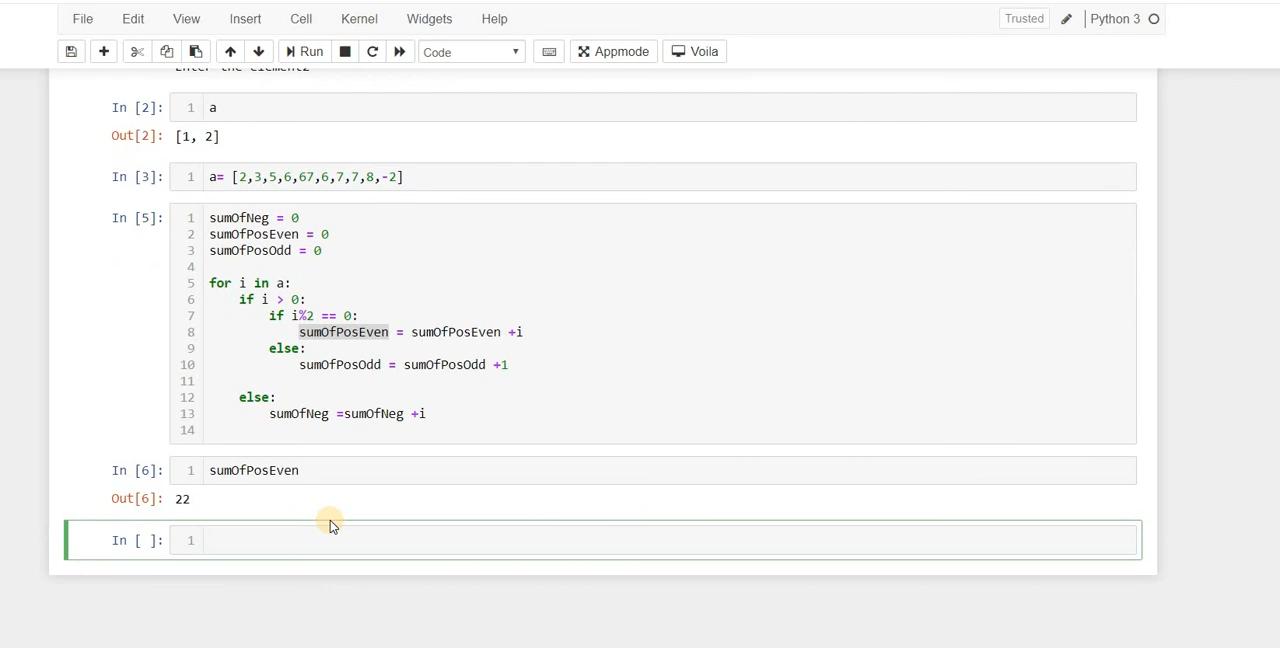 File Edit View Insert Cell Kernel Widgets Help Trusted Python 3
Run Code Appmode Voila
In [2]: 1 a
Out[2]: [1, 2]
In [3]: 1 a= [2,3,5,6,67,6,7,7,8,-2]
In [5]: 1 sumOfNeg = 0
2 sumOfPosEven = 0
3 sumOfPosOdd = 0
4
5 for i in a:
6 if i > 0:
7 if i%2 == 0:
8 sumOfPosEven = sumOfPosEven +i
9 else:
10 sumOfPosOdd = sumOfPosOdd +1
11
12 else:
13 sumOfNeg =sumOfNeg +i
14
In [6]: 1 sumOfPosEven
Out[6]: 22
In [ ]: 1